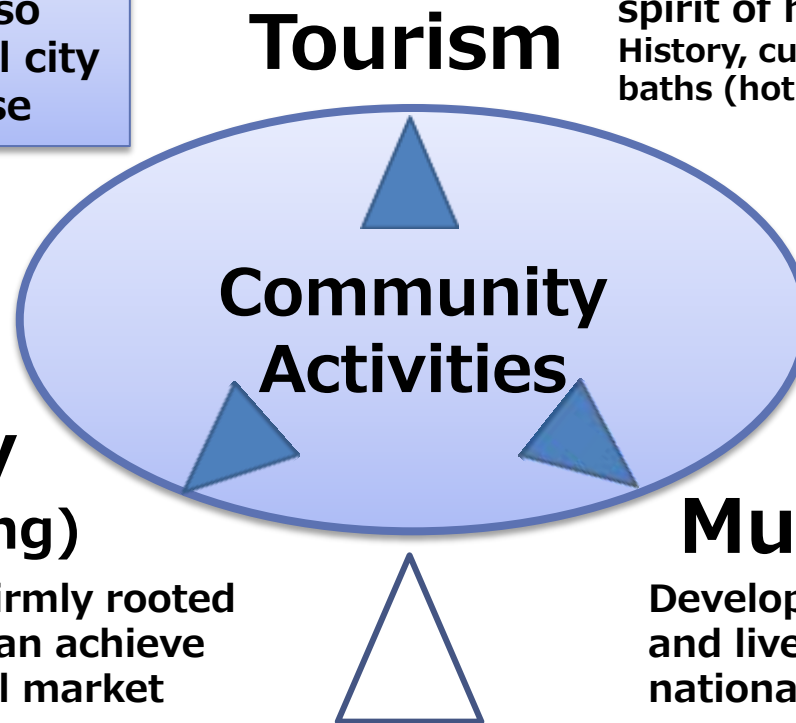 so
l city
se
Tourism
spirit of h
History, cu
baths (hot
Community
Activities
y
ng)
irmly rooted
an achieve
l market
Mu
Develop
and live
nationa